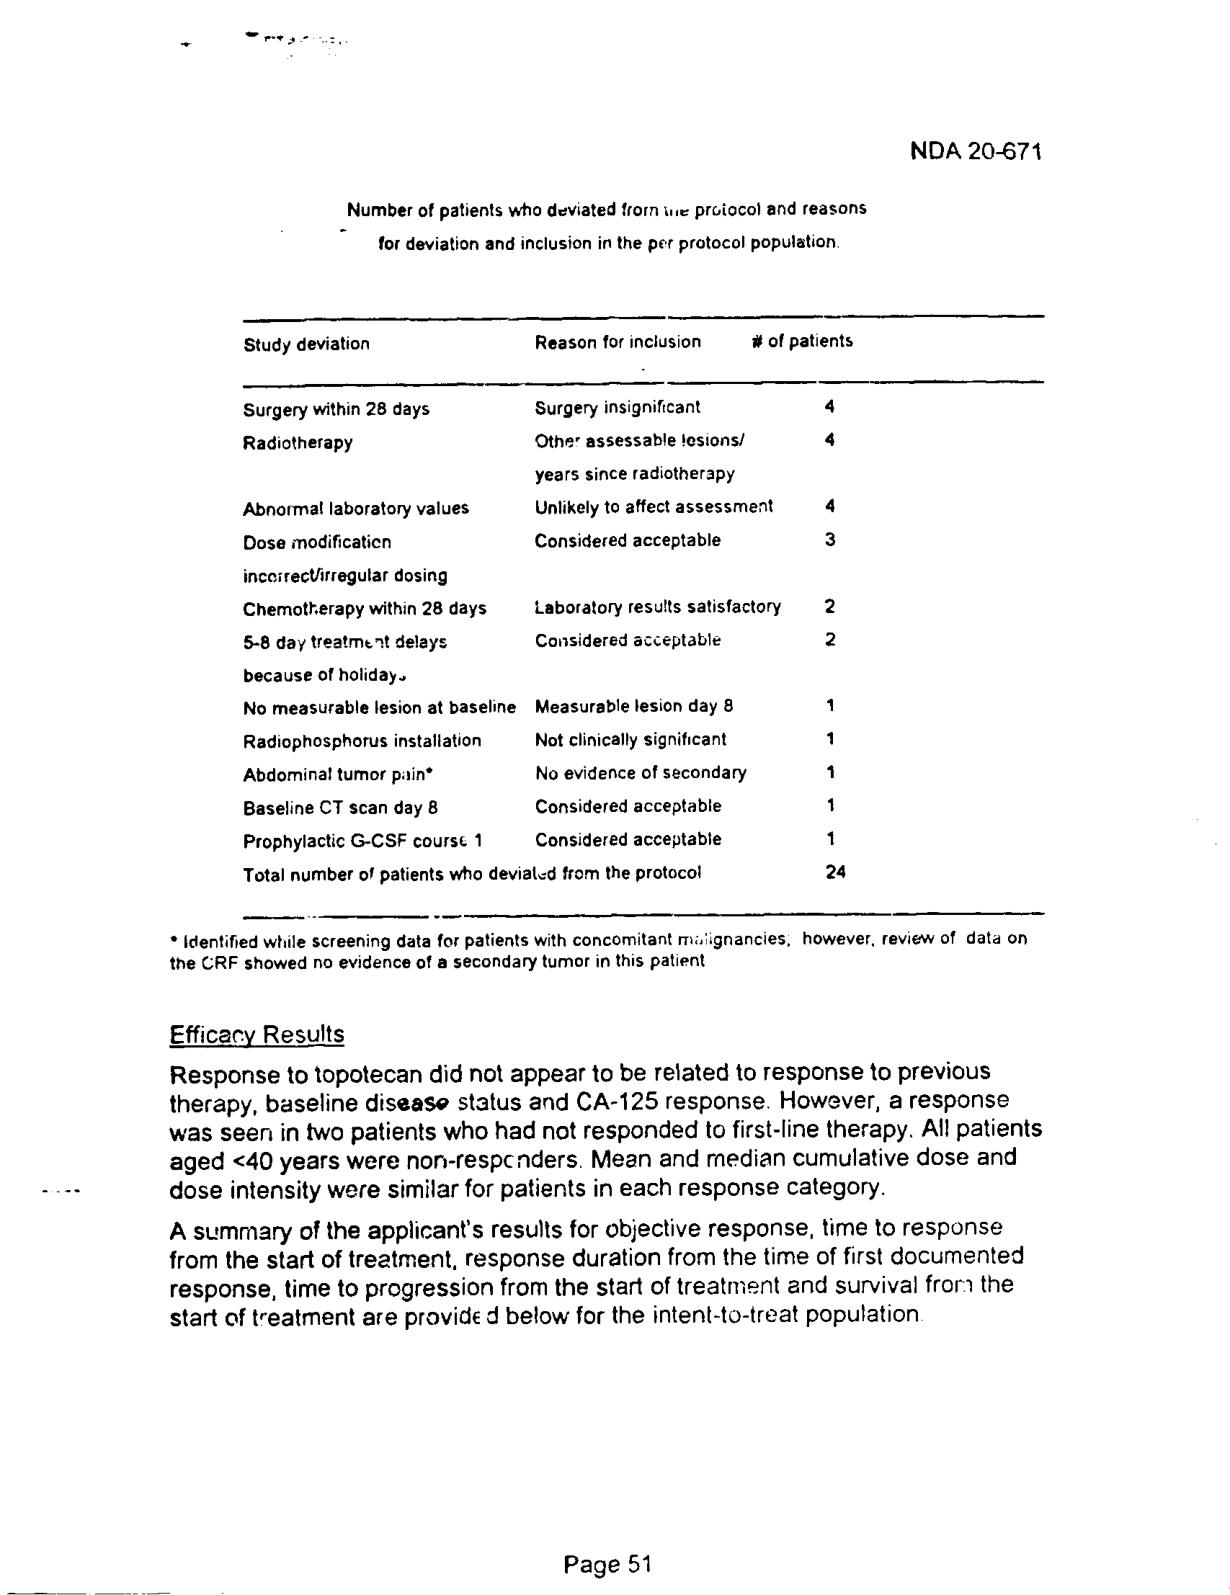 NDA 20-671
Number of patients who deviated from the protocol and reasons
for deviation and inclusion in the per protocol population.
Study deviation Reason for inclusion # of patients
Surgery within 28 days Surgery insignificant 4
Radiotherapy Other assessable lesions/ 4
years since radiotherapy
Abnormal laboratory values Unlikely to affect assessment 4
Dose modification Considered acceptable 3
incorrect/irregular dosing
Chemotherapy within 28 days Laboratory results satisfactory 2
5-8 day treatment delays Considered acceptable 2
because of holidays
No measurable lesion at baseline Measurable lesion day 8 1
Radiophosphorus installation Not clinically significant 1
Abdominal tumor pain* No evidence of secondary 1
Baseline CT scan day 8 Considered acceptable 1
Prophylactic G-CSF course 1 Considered acceptable 1
Total number of patients who deviated from the protocol 24
* Identified while screening data for patients with concomitant malignancies; however, review of data on
the CRF showed no evidence of a secondary tumor in this patient
Efficacy Results
Response to topotecan did not appear to be related to response to previous
therapy, baseline disease status and CA-125 response. However, a response
was seen in two patients who had not responded to first-line therapy. All patients
aged <40 years were non-responders. Mean and median cumulative dose and
dose intensity were similar for patients in each response category.
A summary of the applicant's results for objective response, time to response
from the start of treatment, response duration from the time of first documented
response, time to progression from the start of treatment and survival from the
start of treatment are provided below for the intent-to-treat population.
Page 51